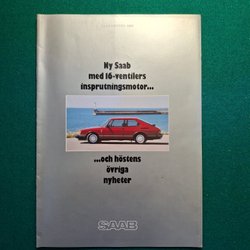 Ny Saab
med 16-ventilers
insprutningsmotor...
...och höstens
övriga
nyheter
SAAB